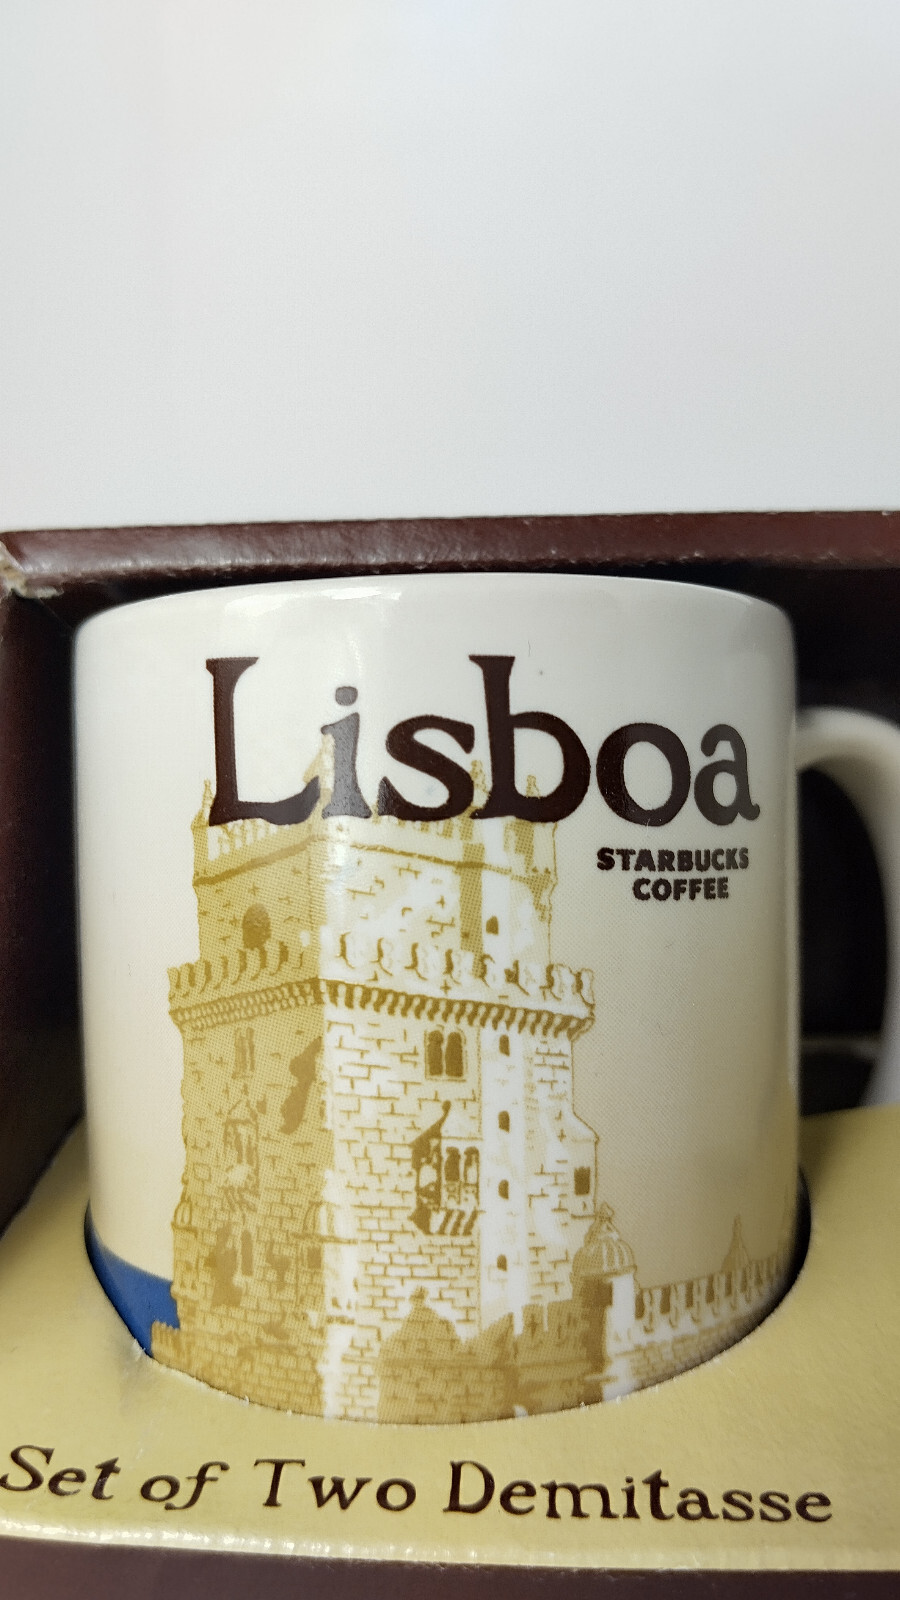 Lisboa
STARBUCKS
COFFEE
Set of Two Demitasse